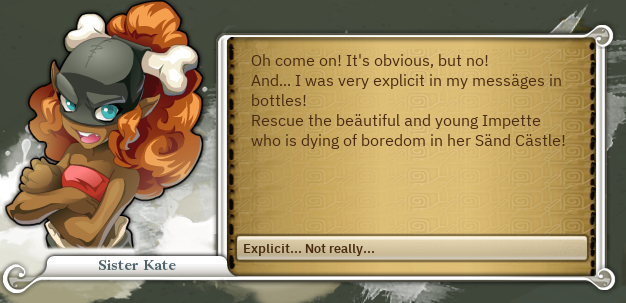 Oh come on! It's obvious, but no!
And... I was very explicit in my messäges in
bottles!
Rescue the beäutiful and young Impette
who is dying of boredom in her Sänd Cästle!
Explicit... Not really...
Sister Kate